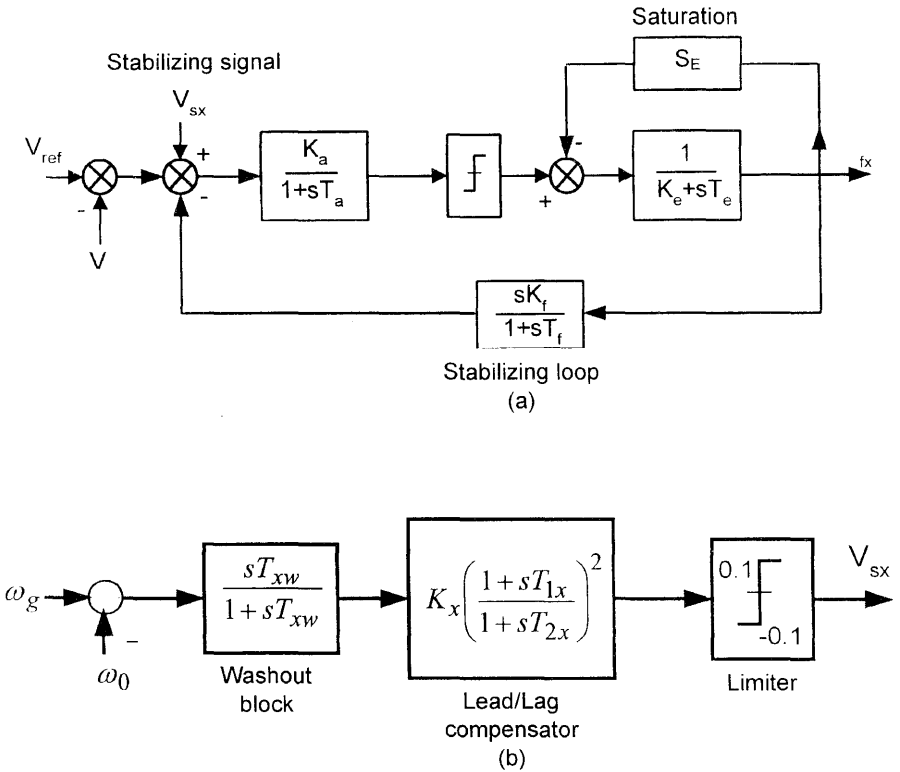 Saturation
S_E
Stabilizing signal
V_sx
V_ref
+
-
-
V
K_a
1+sT_a
-
+
1
K_e+sT_e
fx
sK_f
1+sT_f
Stabilizing loop
(a)
ω_g
−
ω_0
sT_xw
1+sT_xw
Washout
block
K_x(1+sT_1x / 1+sT_2x)^2
Lead/Lag
compensator
(b)
0.1
-0.1
Limiter
V_sx